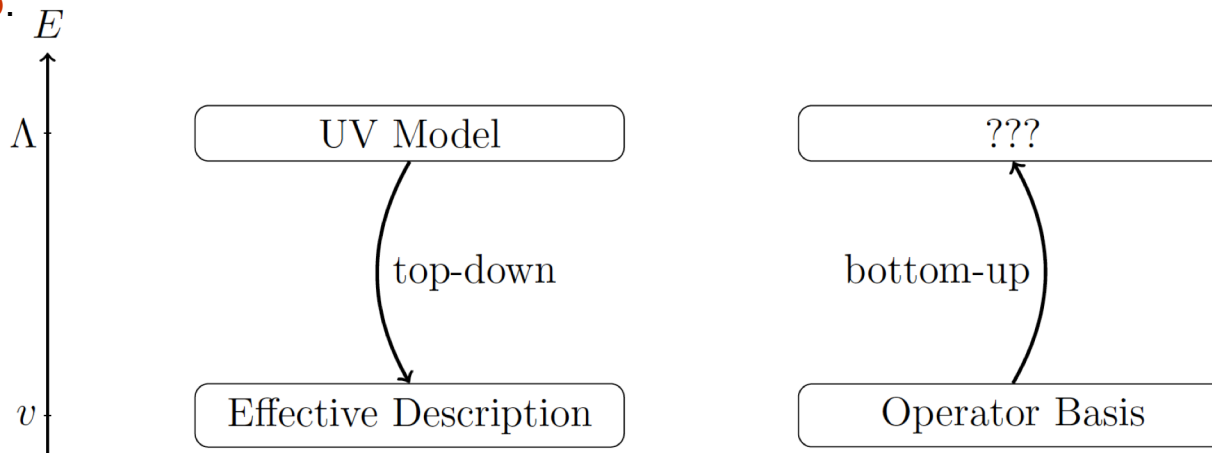 E
Λ
UV Model
???
top-down
bottom-up
v
Effective Description
Operator Basis